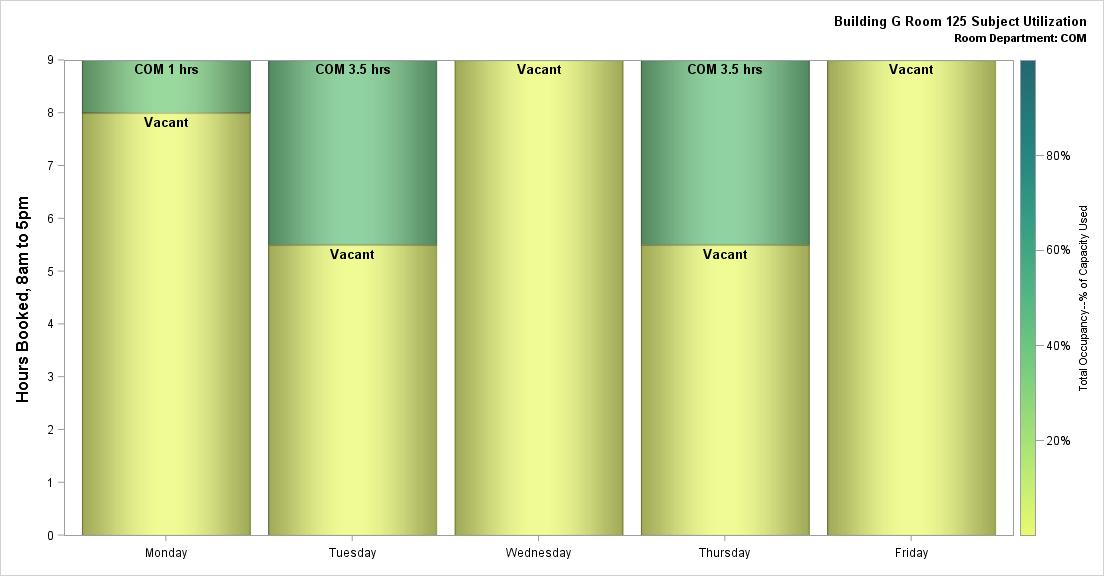 Building G Room 125 Subject Utilization
Room Department: COM
Hours Booked, 8am to 5pm
9
8
7
6
5
4
3
2
1
0
COM 1 hrs
Vacant
COM 3.5 hrs
Vacant
Vacant
COM 3.5 hrs
Vacant
Vacant
Monday
Tuesday
Wednesday
Thursday
Friday
80%
60%
40%
20%
Total Occupancy--% of Capacity Used